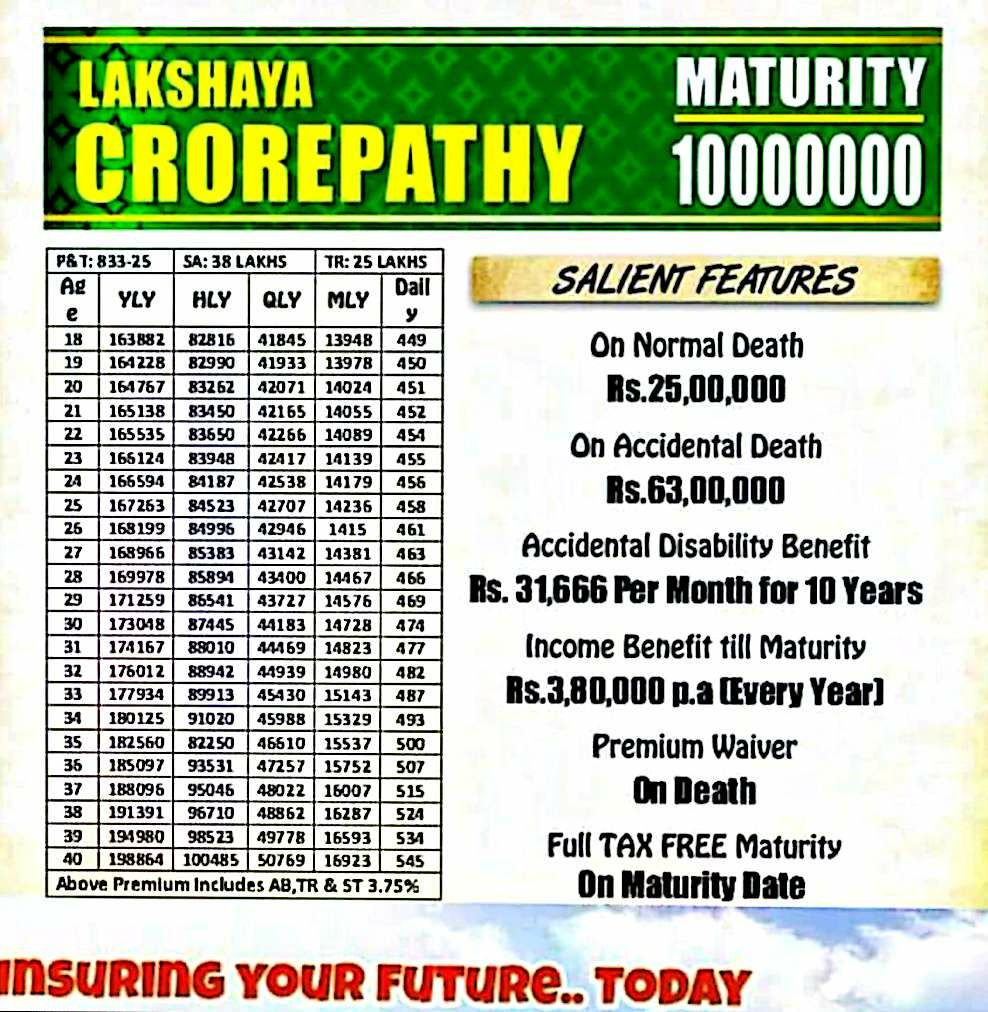 LAKSHAYA
CROREPATHY
MATURITY
10000000
P&T: 833-25 SA: 38 LAKHS TR: 25 LAKHS
Age YLY HLY QLY MLY Daily
18 163882 82816 41845 13948 449
19 164228 82990 41933 13978 450
20 164767 83262 42071 14024 451
21 165138 83450 42165 14055 452
22 165535 83650 42266 14089 454
23 166124 83948 42417 14139 455
24 166594 84187 42538 14179 456
25 167263 84523 42707 14236 458
26 168199 84996 42946 1415 461
27 168966 85383 43142 14381 463
28 169978 85894 43400 14467 466
29 171259 86541 43727 14576 469
30 173048 87445 44183 14728 474
31 174167 88010 44469 14823 477
32 176012 88942 44939 14980 482
33 177934 89913 45430 15143 487
34 180125 91020 45988 15329 493
35 182560 82250 46610 15537 500
36 185097 93531 47257 15752 507
37 188096 95046 48022 16007 515
38 191391 96710 48862 16287 524
39 194980 98523 49778 16593 534
40 198864 100485 50769 16923 545
Above Premium Includes AB,TR & ST 3.75%
SALIENT FEATURES
On Normal Death
Rs.25,00,000
On Accidental Death
Rs.63,00,000
Accidental Disability Benefit
Rs. 31,666 Per Month for 10 Years
Income Benefit till Maturity
Rs.3,80,000 p.a (Every Year)
Premium Waiver
On Death
Full TAX FREE Maturity
On Maturity Date
INSURING YOUR FUTURE.. TODAY